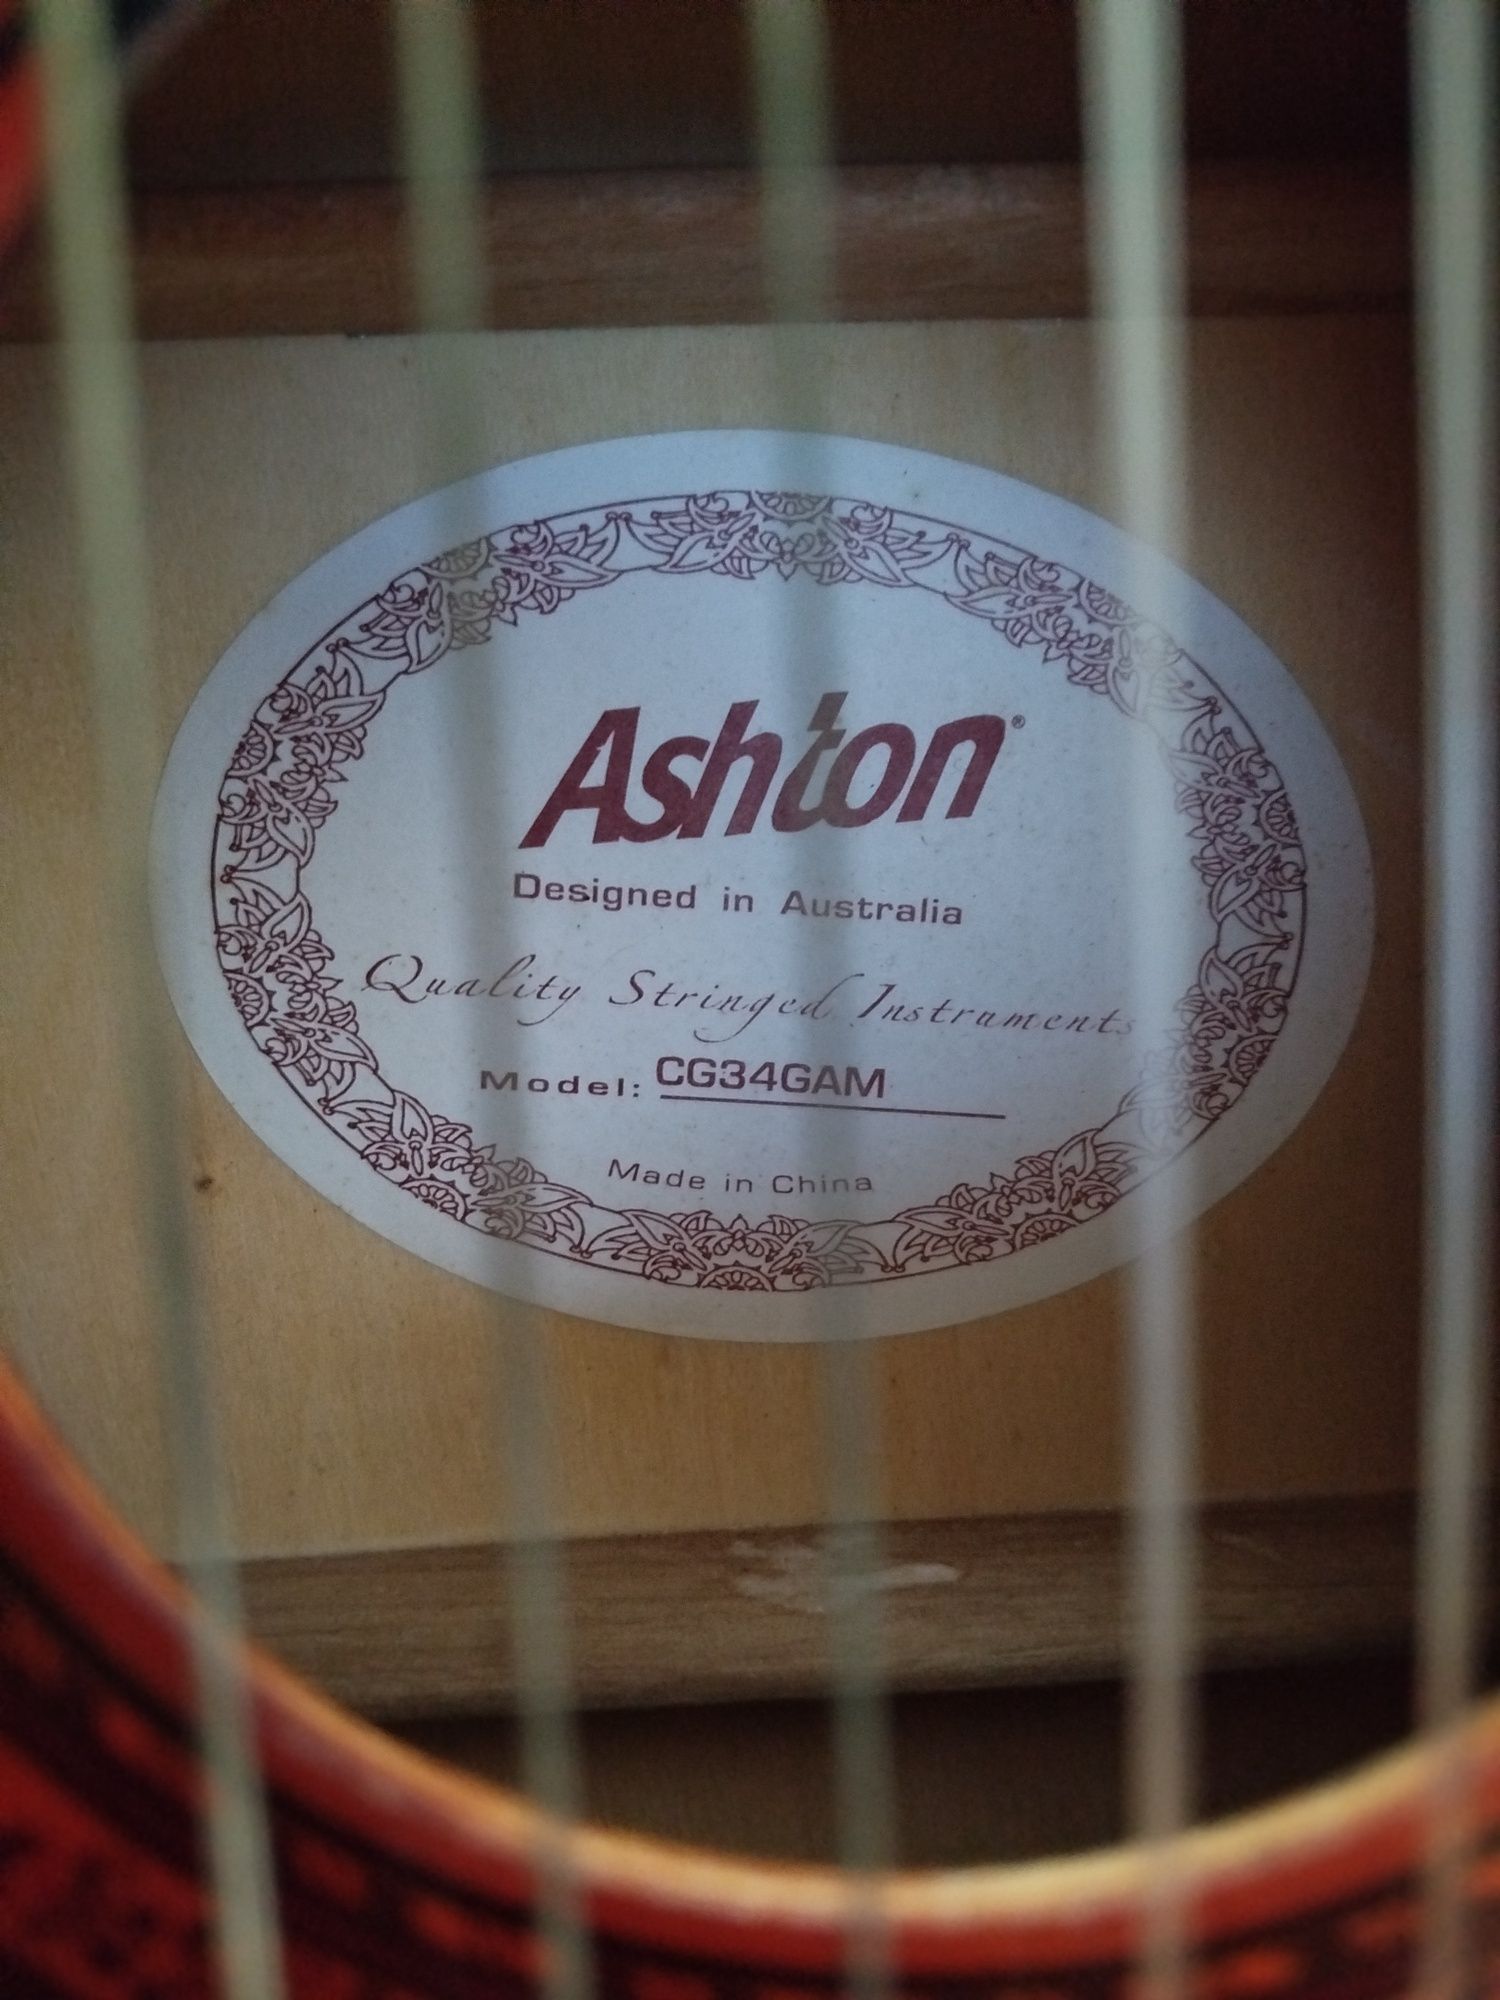 Ashton®
Designed in Australia
Quality Stringed Instruments
Model: CG34GAM
Made in China